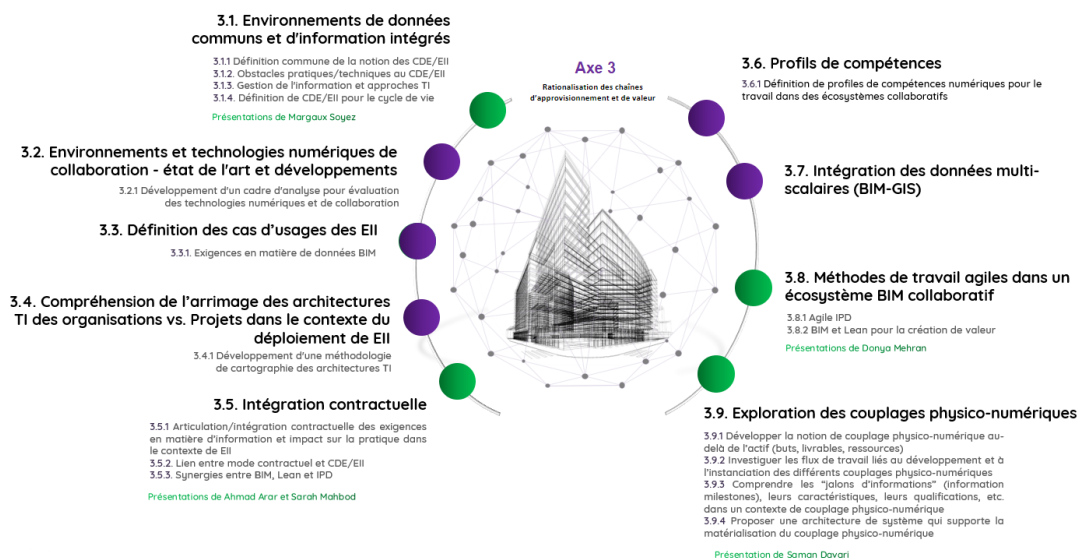 3.1. Environnements de données
communs et d'information intégrés
3.1.1 Définition commune de la notion des CDE/EII
3.1.2. Obstacles pratiques/techniques au CDE/EII
3.1.3. Gestion de l'information et approches TI
3.1.4. Définition de CDE/EII pour le cycle de vie
Présentations de Margaux Soyez
3.2. Environnements et technologies numériques de
collaboration - état de l'art et développements
3.2.1 Développement d'un cadre d'analyse pour évaluation
des technologies numériques et de collaboration
3.3. Définition des cas d'usages des EII
3.3.1. Exigences en matière de données BIM
3.4. Compréhension de l'arrimage des architectures
TI des organisations vs. Projets dans le contexte du
déploiement de EII
3.4.1 Développement d'une méthodologie
de cartographie des architectures TI
3.5. Intégration contractuelle
3.5.1 Articulation/intégration contractuelle des exigences
en matière d'information et impact sur la pratique dans
le contexte de EII
3.5.2. Lien entre mode contractuel et CDE/EII
3.5.3. Synergies entre BIM, Lean et IPD
Présentations de Ahmad Arar et Sarah Mahbod
Axe 3
Rationalisation des chaînes
d'approvisionnement et de valeur
3.6. Profils de compétences
3.6.1 Définition de profiles de compétences numériques pour le
travail dans des écosystèmes collaboratifs
3.7. Intégration des données multi-
scalaires (BIM-GIS)
3.8. Méthodes de travail agiles dans un
écosystème BIM collaboratif
3.8.1 Agile IPD
3.8.2 BIM et Lean pour la création de valeur
Présentations de Donya Mehran
3.9. Exploration des couplages physico-numériques
3.9.1 Développer la notion de couplage physico-numérique au-
delà de l'actif (buts, livrables, ressources)
3.9.2 Investiguer les flux de travail liés au développement et à
l'instanciation des différents couplages physico-numériques
3.9.3 Comprendre les "jalons d'informations" (information
milestones), leurs caractéristiques, leurs qualifications, etc.
dans un contexte de couplage physico-numérique
3.9.4 Proposer une architecture de système qui supporte la
matérialisation du couplage physico-numérique
Présentation de Saman Davari